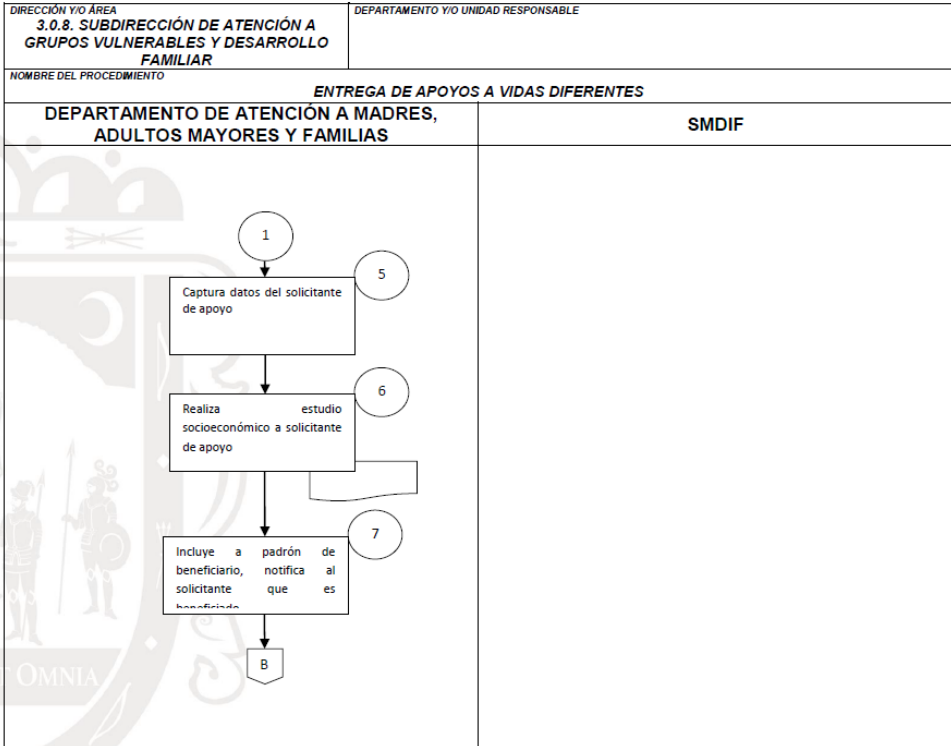 DIRECCIÓN Y/O ÁREA
3.0.8. SUBDIRECCIÓN DE ATENCIÓN A
GRUPOS VULNERABLES Y DESARROLLO
FAMILIAR
DEPARTAMENTO Y/O UNIDAD RESPONSABLE
NOMBRE DEL PROCEDIMIENTO
ENTREGA DE APOYOS A VIDAS DIFERENTES
DEPARTAMENTO DE ATENCIÓN A MADRES,
ADULTOS MAYORES Y FAMILIAS
SMDIF
1
5
Captura datos del solicitante
de apoyo
6
Realiza estudio
socioeconómico a solicitante
de apoyo
7
Incluye a padrón de
beneficiario, notifica al
solicitante que es
beneficiado
B
T OMNIA